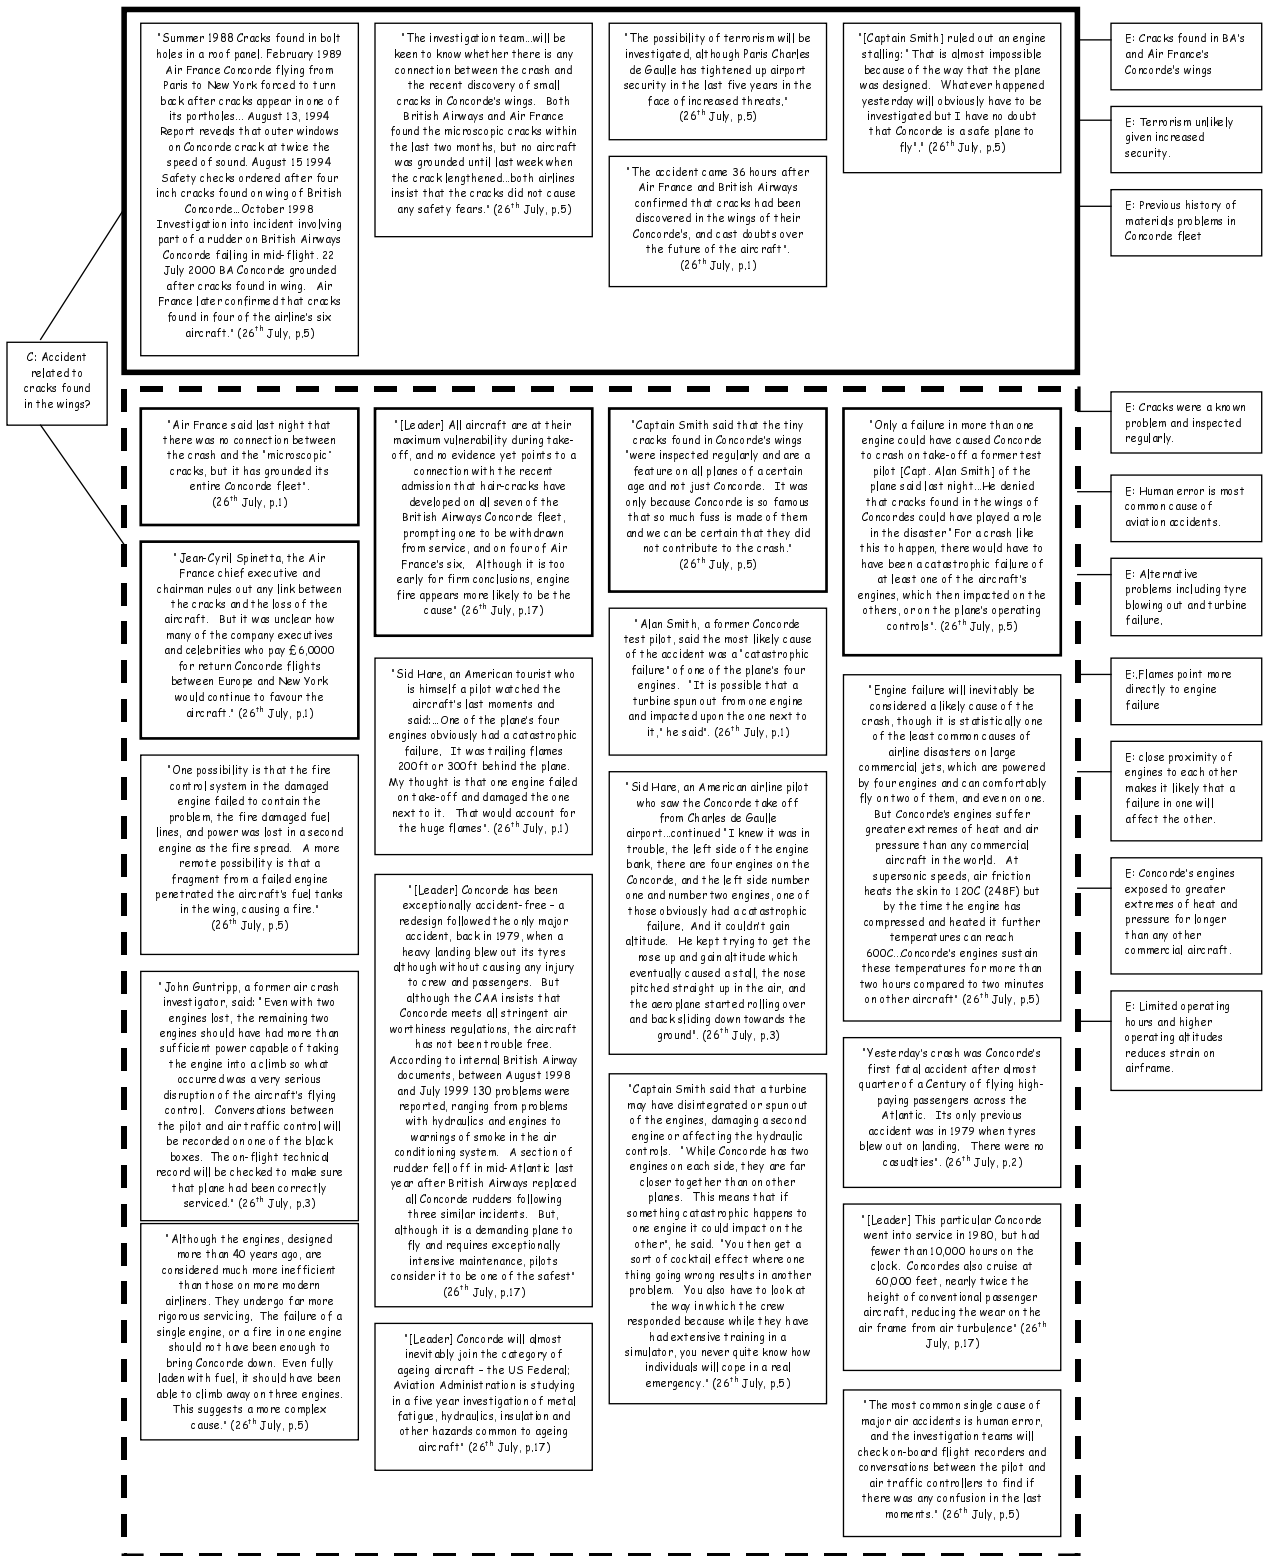 C: Accident
related to
cracks found
in the wings?
"Summer 1988 Cracks found in bolt
holes in a roof panel. February 1989
Air France Concorde flying from
Paris to New York forced to turn
back after cracks appear in one of
its portholes... August 13, 1994
Report reveals that outer windows
on Concorde crack at twice the
speed of sound. August 15 1994
Safety checks ordered after four
inch cracks found on wing of British
Concorde...October 1998
Investigation into incident involving
part of a rudder on British Airways
Concorde failing in mid-flight. 22
July 2000 BA Concorde grounded
after cracks found in wing. Air
France later confirmed that cracks
found in four of the airline's six
aircraft." (26th July, p.5)
"The investigation team...will be
keen to know whether there is any
connection between the crash and
the recent discovery of small
cracks in Concorde's wings. Both
British Airways and Air France
found the microscopic cracks within
the last two months, but no aircraft
was grounded until last week when
the crack lengthened...both airlines
insist that the cracks did not cause
any safety fears." (26th July, p.5)
"The possibility of terrorism will be
investigated, although Paris Charles
de Gaulle has tightened up airport
security in the last five years in the
face of increased threats."
(26th July, p.5)
"The accident came 36 hours after
Air France and British Airways
confirmed that cracks had been
discovered in the wings of their
Concorde's, and cast doubts over
the future of the aircraft".
(26th July, p.1)
"[Captain Smith] ruled out an engine
stalling: "That is almost impossible
because of the way that the plane
was designed. Whatever happened
yesterday will obviously have to be
investigated but I have no doubt
that Concorde is a safe plane to
fly"." (26th July, p.5)
E: Cracks found in BA's
and Air France's
Concorde's wings
E: Terrorism unlikely
given increased
security.
E: Previous history of
materials problems in
Concorde fleet
"Air France said last night that
there was no connection between
the crash and the "microscopic"
cracks, but it has grounded its
entire Concorde fleet".
(26th July, p.1)
"Jean-Cyril Spinetta, the Air
France chief executive and
chairman rules out any link between
the cracks and the loss of the
aircraft. But it was unclear how
many of the company executives
and celebrities who pay £6,0000
for return Concorde flights
between Europe and New York
would continue to favour the
aircraft." (26th July, p.1)
"One possibility is that the fire
control system in the damaged
engine failed to contain the
problem, the fire damaged fuel
lines, and power was lost in a second
engine as the fire spread. A more
remote possibility is that a
fragment from a failed engine
penetrated the aircraft's fuel tanks
in the wing, causing a fire."
(26th July, p.5)
"John Guntripp, a former air crash
investigator, said: "Even with two
engines lost, the remaining two
engines should have had more than
sufficient power capable of taking
the engine into a climb so what
occurred was a very serious
disruption of the aircraft's flying
control. Conversations between
the pilot and air traffic control will
be recorded on one of the black
boxes. The on-flight technical
record will be checked to make sure
that plane had been correctly
serviced." (26th July, p.3)
"Although the engines, designed
more than 40 years ago, are
considered much more inefficient
than those on more modern
airliners. They undergo far more
rigorous servicing. The failure of a
single engine, or a fire in one engine
should not have been enough to
bring Concorde down. Even fully
laden with fuel, it should have been
able to climb away on three engines.
This suggests a more complex
cause." (26th July, p.5)
"[Leader] All aircraft are at their
maximum vulnerability during take-
off, and no evidence yet points to a
connection with the recent
admission that hair-cracks have
developed on all seven of the
British Airways Concorde fleet,
prompting one to be withdrawn
from service, and on four of Air
France's six. Although it is too
early for firm conclusions, engine
fire appears more likely to be the
cause" (26th July, p.17)
"Sid Hare, an American tourist who
is himself a pilot watched the
aircraft's last moments and
said:...One of the plane's four
engines obviously had a catastrophic
failure. It was trailing flames
200ft or 300ft behind the plane.
My thought is that one engine failed
on take-off and damaged the one
next to it. That would account for
the huge flames". (26th July, p.1)
"[Leader] Concorde has been
exceptionally accident-free – a
redesign followed the only major
accident, back in 1979, when a
heavy landing blew out its tyres
although without causing any injury
to crew and passengers. But
although the CAA insists that
Concorde meets all stringent air
worthiness regulations, the aircraft
has not been trouble free.
According to internal British Airway
documents, between August 1998
and July 1999 130 problems were
reported, ranging from problems
with hydraulics and engines to
warnings of smoke in the air
conditioning system. A section of
rudder fell off in mid-Atlantic last
year after British Airways replaced
all Concorde rudders following
three similar incidents. But,
although it is a demanding plane to
fly and requires exceptionally
intensive maintenance, pilots
consider it to be one of the safest"
(26th July, p.17)
"[Leader] Concorde will almost
inevitably join the category of
ageing aircraft – the US Federal;
Aviation Administration is studying
in a five year investigation of metal
fatigue, hydraulics, insulation and
other hazards common to ageing
aircraft" (26th July, p.17)
"Captain Smith said that the tiny
cracks found in Concorde's wings
"were inspected regularly and are a
feature on all planes of a certain
age and not just Concorde. It was
only because Concorde is so famous
that so much fuss is made of them
and we can be certain that they did
not contribute to the crash."
(26th July, p.5)
"Alan Smith, a former Concorde
test pilot, said the most likely cause
of the accident was a "catastrophic
failure" of one of the plane's four
engines. "It is possible that a
turbine spun out from one engine
and impacted upon the one next to
it," he said". (26th July, p.1)
"Sid Hare, an American airline pilot
who saw the Concorde take off
from Charles de Gaulle
airport...continued "I knew it was in
trouble, the left side of the engine
bank, there are four engines on the
Concorde, and the left side number
one and number two engines, one of
those obviously had a catastrophic
failure. And it couldn't gain
altitude. He kept trying to get the
nose up and gain altitude which
eventually caused a stall, the nose
pitched straight up in the air, and
the aeroplane started rolling over
and back sliding down towards the
ground". (26th July, p.3)
"Captain Smith said that a turbine
may have disintegrated or spun out
of the engines, damaging a second
engine or affecting the hydraulic
controls. "While Concorde has two
engines on each side, they are far
closer together than on other
planes. This means that if
something catastrophic happens to
one engine it could impact on the
other", he said. "You then get a
sort of cocktail effect where one
thing going wrong results in another
problem. You also have to look at
the way in which the crew
responded because while they have
had extensive training in a
simulator, you never quite know how
individuals will cope in a real
emergency." (26th July, p.5)
"Only a failure in more than one
engine could have caused Concorde
to crash on take-off a former test
pilot [Capt. Alan Smith] of the
plane said last night...He denied
that cracks found in the wings of
Concordes could have played a role
in the disaster "For a crash like
this to happen, there would have to
have been a catastrophic failure of
at least one of the aircraft's
engines, which then impacted on the
others, or on the plane's operating
controls". (26th July, p.5)
"Engine failure will inevitably be
considered a likely cause of the
crash, though it is statistically one
of the least common causes of
airline disasters on large
commercial jets, which are powered
by four engines and can comfortably
fly on two of them, and even on one.
But Concorde's engines suffer
greater extremes of heat and air
pressure than any commercial
aircraft in the world. At
supersonic speeds, air friction
heats the skin to 120C (248F) but
by the time the engine has
compressed and heated it further
temperatures can reach
600C...Concorde's engines sustain
these temperatures for more than
two hours compared to two minutes
on other aircraft" (26th July, p.5)
"Yesterday's crash was Concorde's
first fatal accident after almost
quarter of a Century of flying high-
paying passengers across the
Atlantic. Its only previous
accident was in 1979 when tyres
blew out on landing. There were no
casualties". (26th July, p.2)
"[Leader] This particular Concorde
went into service in 1980, but had
fewer than 10,000 hours on the
clock. Concordes also cruise at
60,000 feet, nearly twice the
height of conventional passenger
aircraft, reducing the wear on the
air frame from air turbulence" (26th
July, p.17)
"The most common single cause of
major air accidents is human error,
and the investigation teams will
check on-board flight recorders and
conversations between the pilot and
air traffic controllers to find if
there was any confusion in the last
moments." (26th July, p.5)
E: Cracks were a known
problem and inspected
regularly.
E: Human error is most
common cause of
aviation accidents.
E: Alternative
problems including tyre
blowing out and turbine
failure.
E:.Flames point more
directly to engine
failure
E: close proximity of
engines to each other
makes it likely that a
failure in one will
affect the other.
E: Concorde's engines
exposed to greater
extremes of heat and
pressure for longer
than any other
commercial aircraft.
E: Limited operating
hours and higher
operating altitudes
reduces strain on
airframe.